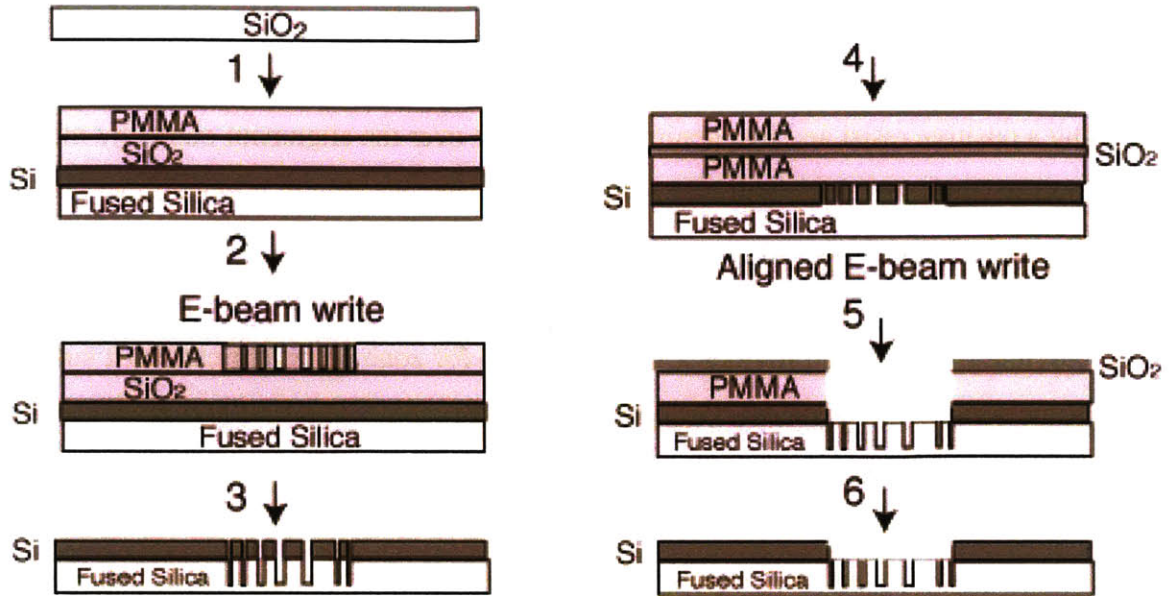 SiO₂
1
PMMA
SiO₂
Si
Fused Silica
2
E-beam write
PMMA
SiO₂
Si
Fused Silica
3
Si
Fused Silica
4
PMMA
SiO₂
PMMA
Si
Fused Silica
Aligned E-beam write
5
SiO₂
PMMA
Si
Fused Silica
6
Si
Fused Silica